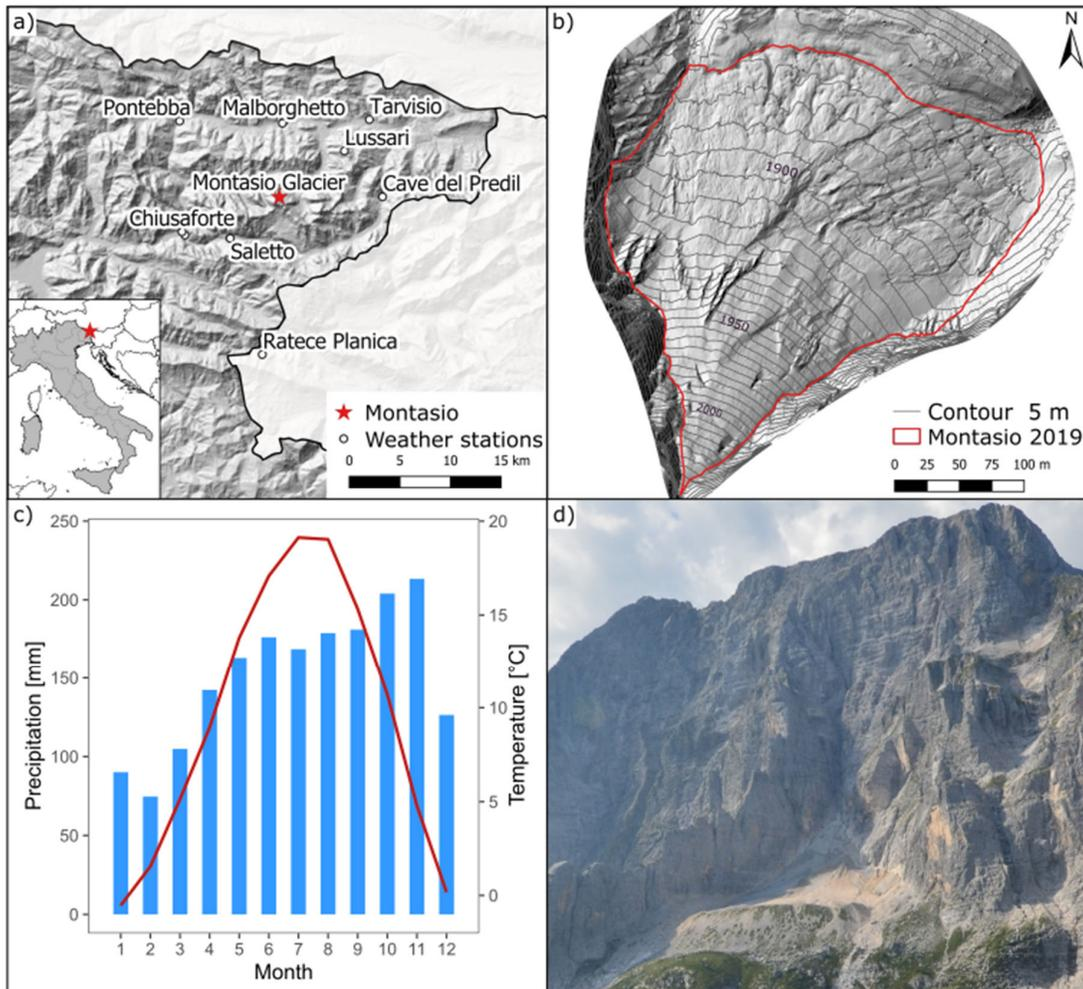 a)
Pontebba
Malborghetto
Tarvisio
Lussari
Montasio Glacier
Cave del Predil
Chiusaforte
Saletto
Ratece Planica
Montasio
Weather stations
0 5 10 15 km
b)
N
1900
1950
2000
Contour 5 m
Montasio 2019
0 25 50 75 100 m
c)
250
200
150
100
50
0
Precipitation [mm]
20
15
10
5
0
Temperature [°C]
1 2 3 4 5 6 7 8 9 10 11 12
Month
d)